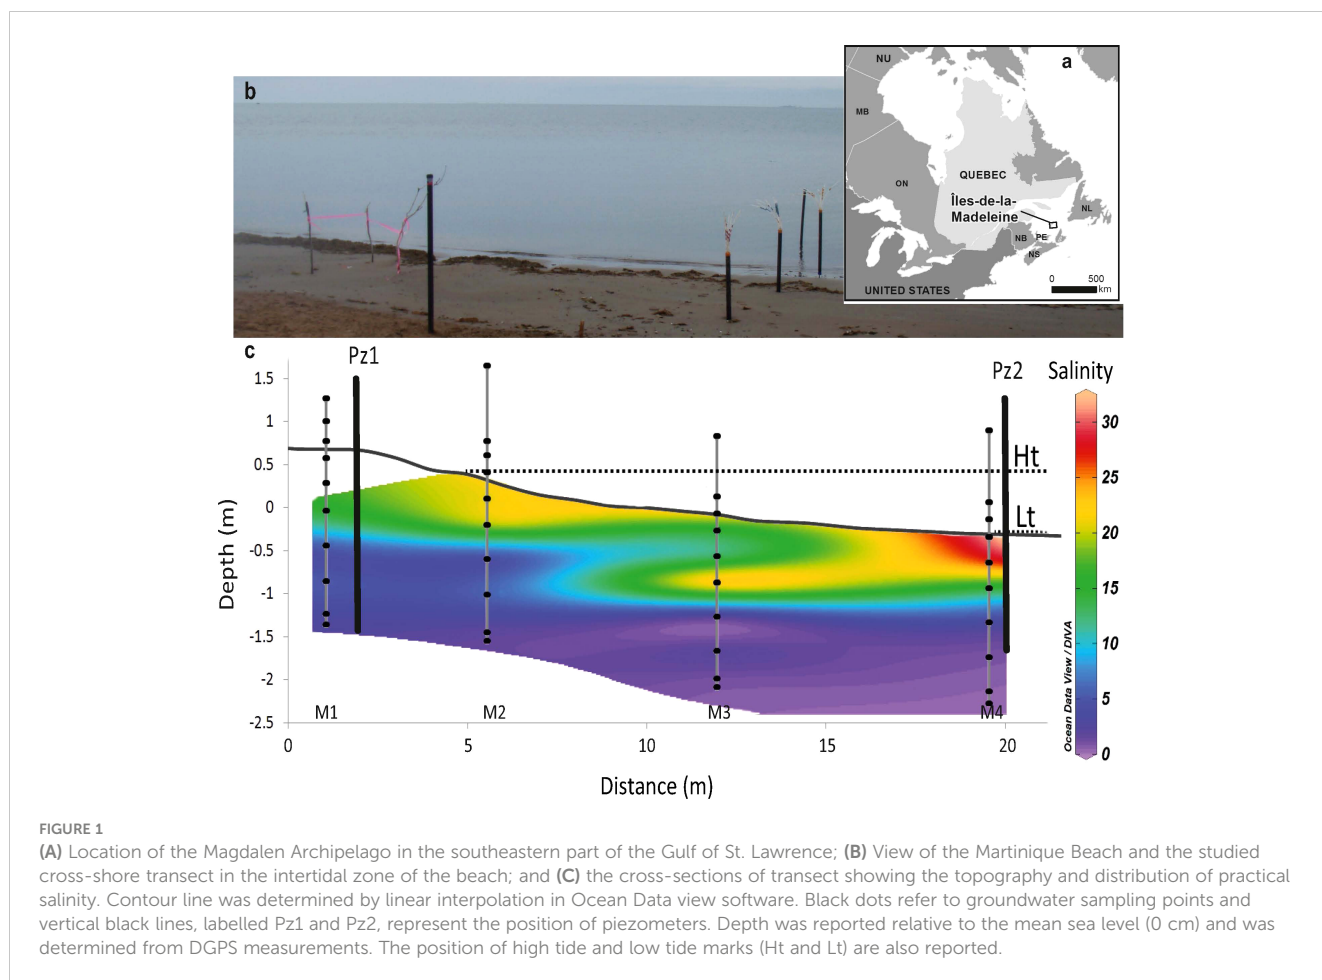 b
a
NU
MB
ON
QUEBEC
Îles-de-la-
Madeleine
NL
NB
PE
NS
UNITED STATES
0 500
km
c
Pz1
Pz2
Salinity
1.5
1
0.5
0
-0.5
-1
-1.5
-2
-2.5
Depth (m)
Ht
Lt
30
25
20
15
10
5
0
Ocean Data View / DIVA
M1
M2
M3
M4
0 5 10 15 20
Distance (m)
FIGURE 1
(A) Location of the Magdalen Archipelago in the southeastern part of the Gulf of St. Lawrence; (B) View of the Martinique Beach and the studied
cross-shore transect in the intertidal zone of the beach; and (C) the cross-sections of transect showing the topography and distribution of practical
salinity. Contour line was determined by linear interpolation in Ocean Data view software. Black dots refer to groundwater sampling points and
vertical black lines, labelled Pz1 and Pz2, represent the position of piezometers. Depth was reported relative to the mean sea level (0 cm) and was
determined from DGPS measurements. The position of high tide and low tide marks (Ht and Lt) are also reported.